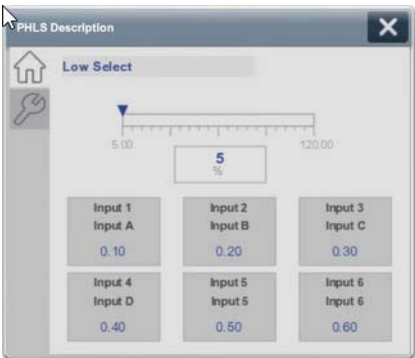 PHLS Description
Low Select
5.00 120.00
5
%
Input 1 Input 2 Input 3
Input A Input B Input C
0.10 0.20 0.30
Input 4 Input 5 Input 6
Input D Input 5 Input 6
0.40 0.50 0.60